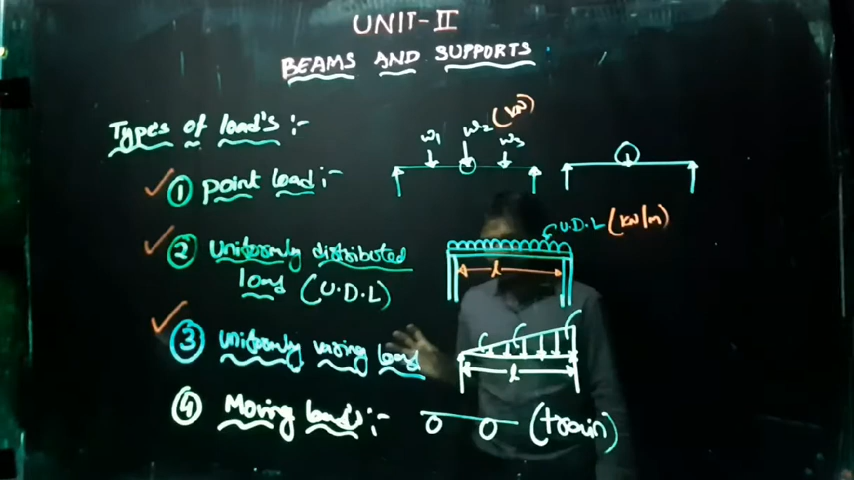 UNIT-II
BEAMS AND SUPPORTS
Types of load's :-
① point load :-
w1 w2 w3 (kN)
② Uniformly distributed
load (U.D.L)
U.D.L (kN/m)
l
③ Uniformly varing load
l
④ Moving load's :- (train)